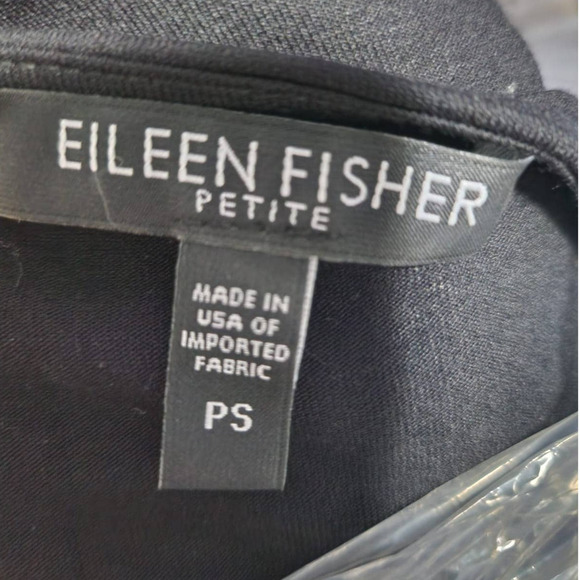 EILEEN FISHER
PETITE
MADE IN
USA OF
IMPORTED
FABRIC
PS